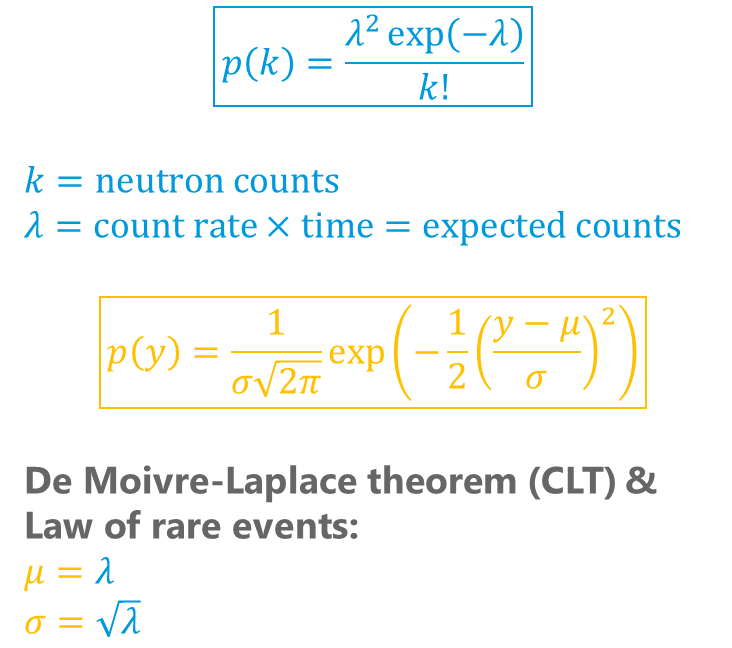 p(k) = λ² exp(−λ) / k!
k = neutron counts
λ = count rate × time = expected counts
p(y) = 1 / σ√2π exp(−1/2 (y − μ / σ)²)
De Moivre-Laplace theorem (CLT) &
Law of rare events:
μ = λ
σ = √λ